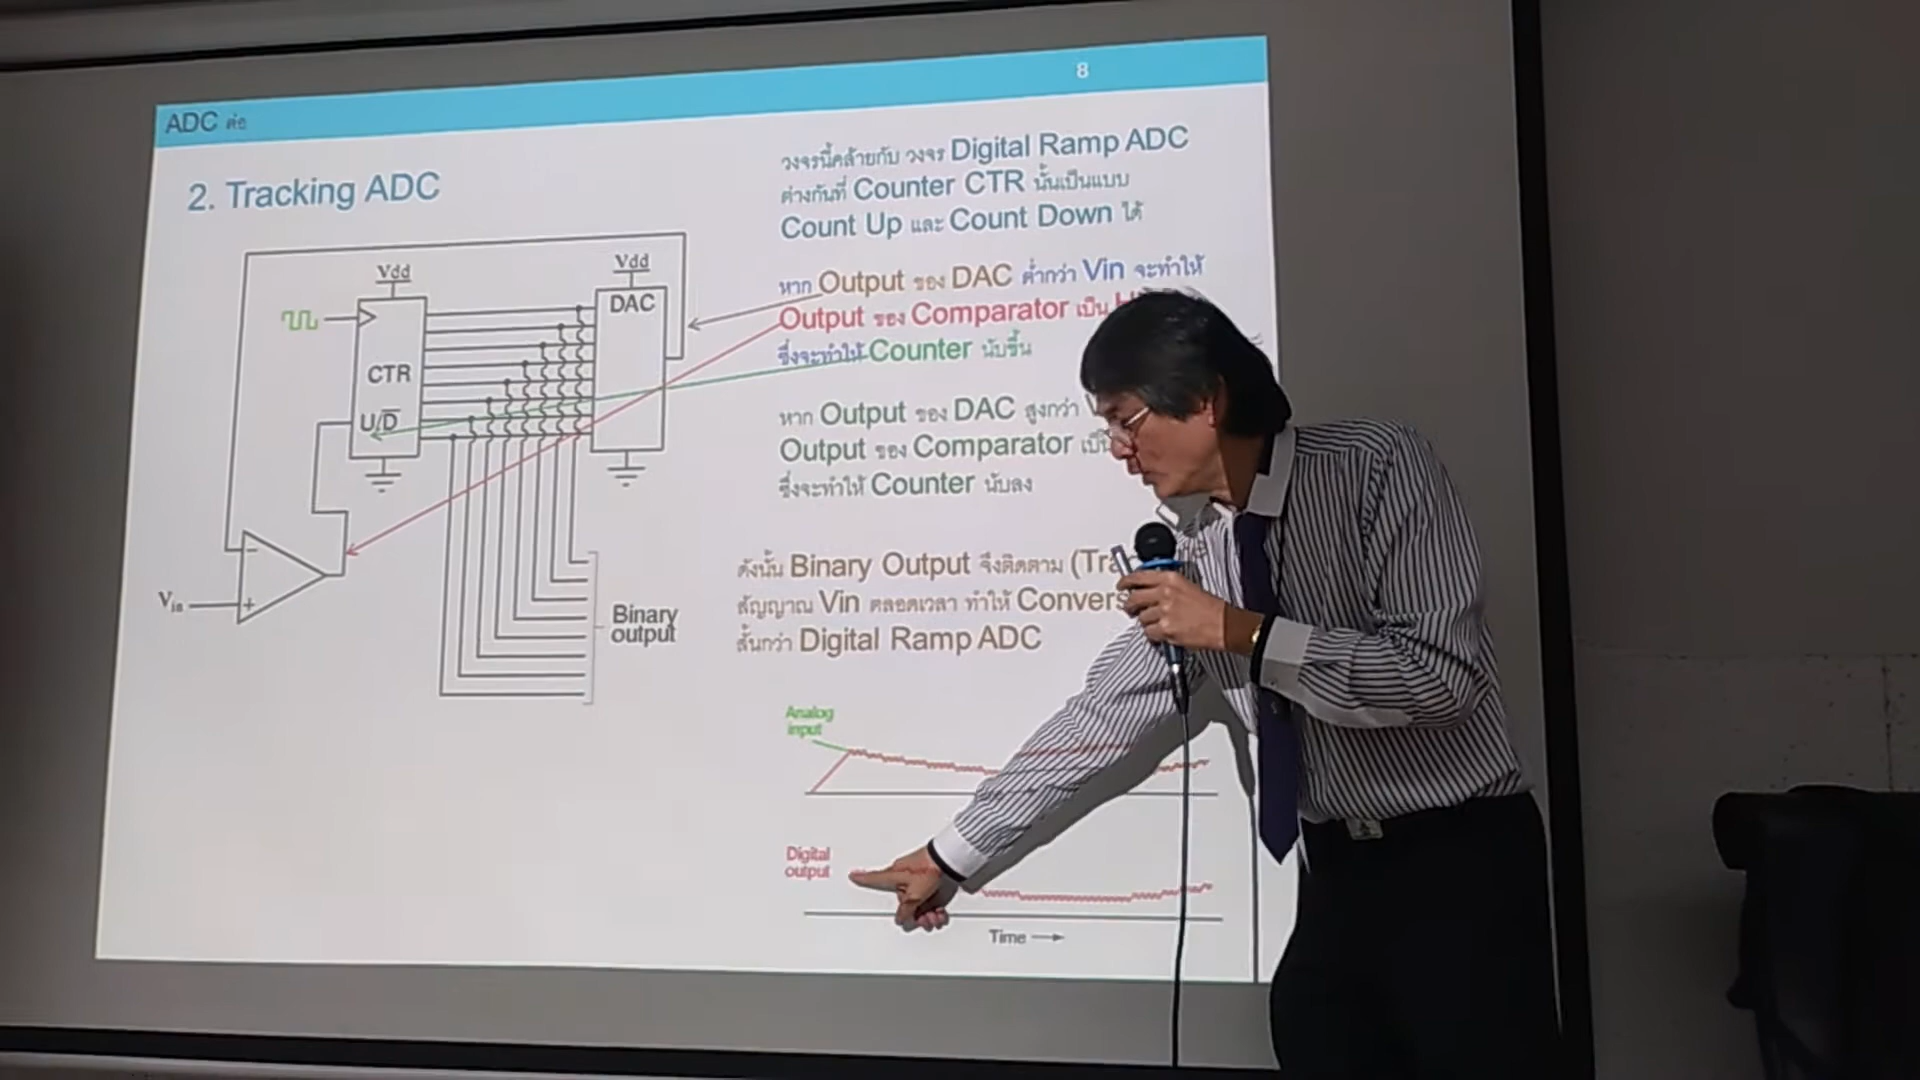 8
ADC ต่อ
2. Tracking ADC
วงจรนี้คล้ายกับ วงจร Digital Ramp ADC
ต่างกันที่ Counter CTR นั้นเป็นแบบ
Count Up และ Count Down ได้
หาก Output ของ DAC ต่ำกว่า Vin จะทำให้
Output ของ Comparator เป็น
ซึ่งจะทำให้ Counter นับขึ้น
หาก Output ของ DAC สูงกว่า
Output ของ Comparator
ซึ่งจะทำให้ Counter นับลง
ดังนั้น Binary Output จึงติดตาม
สัญญาณ Vin ตลอดเวลา ทำให้
สั้นกว่า Digital Ramp ADC
Vdd
Vdd
DAC
CTR
U/D̅
Vin
−
+
Binary
output
Analog
input
Digital
output
Time